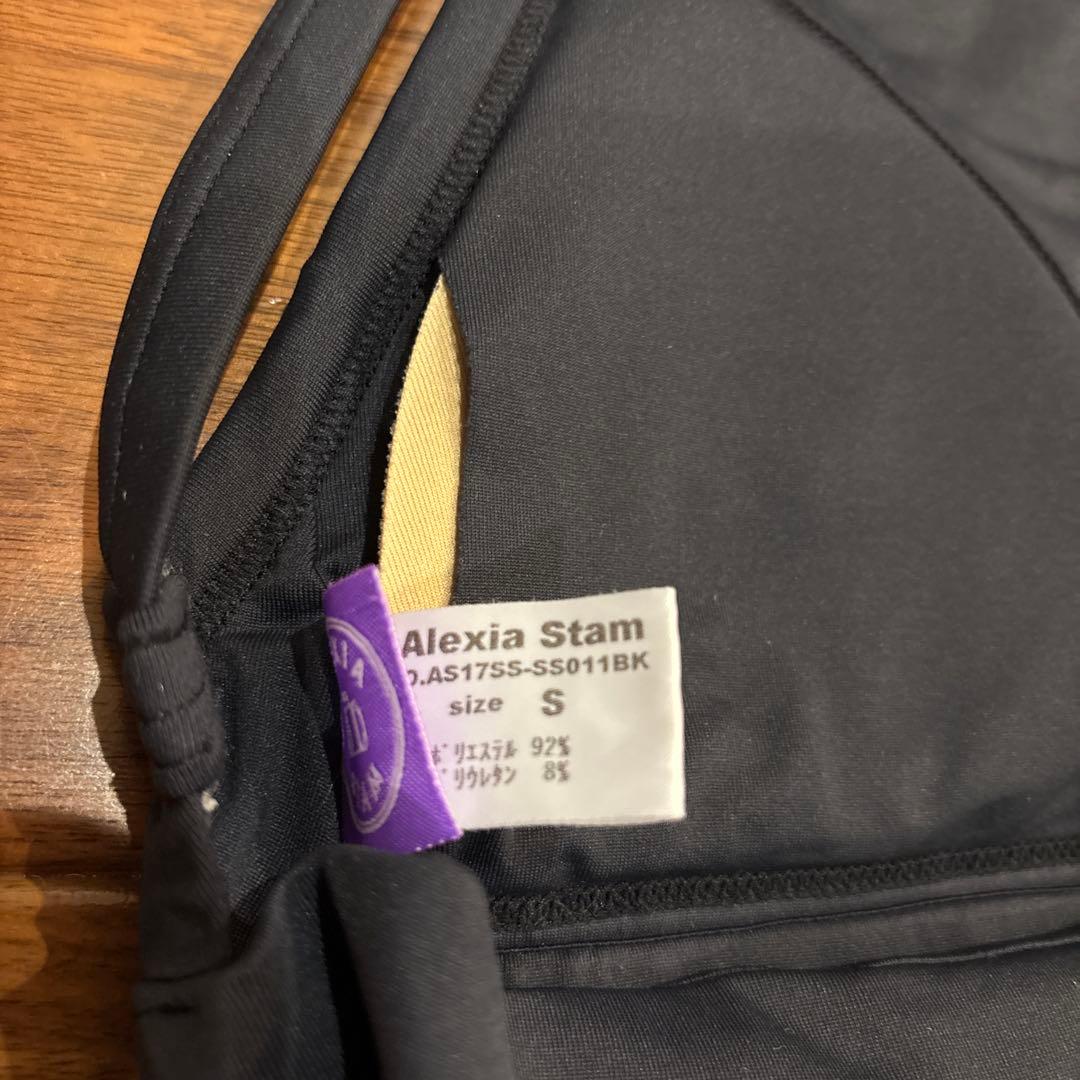 Alexia Stam
o.AS17SS-SS011BK
size S
ポリエステル 92%
ポリウレタン 8%